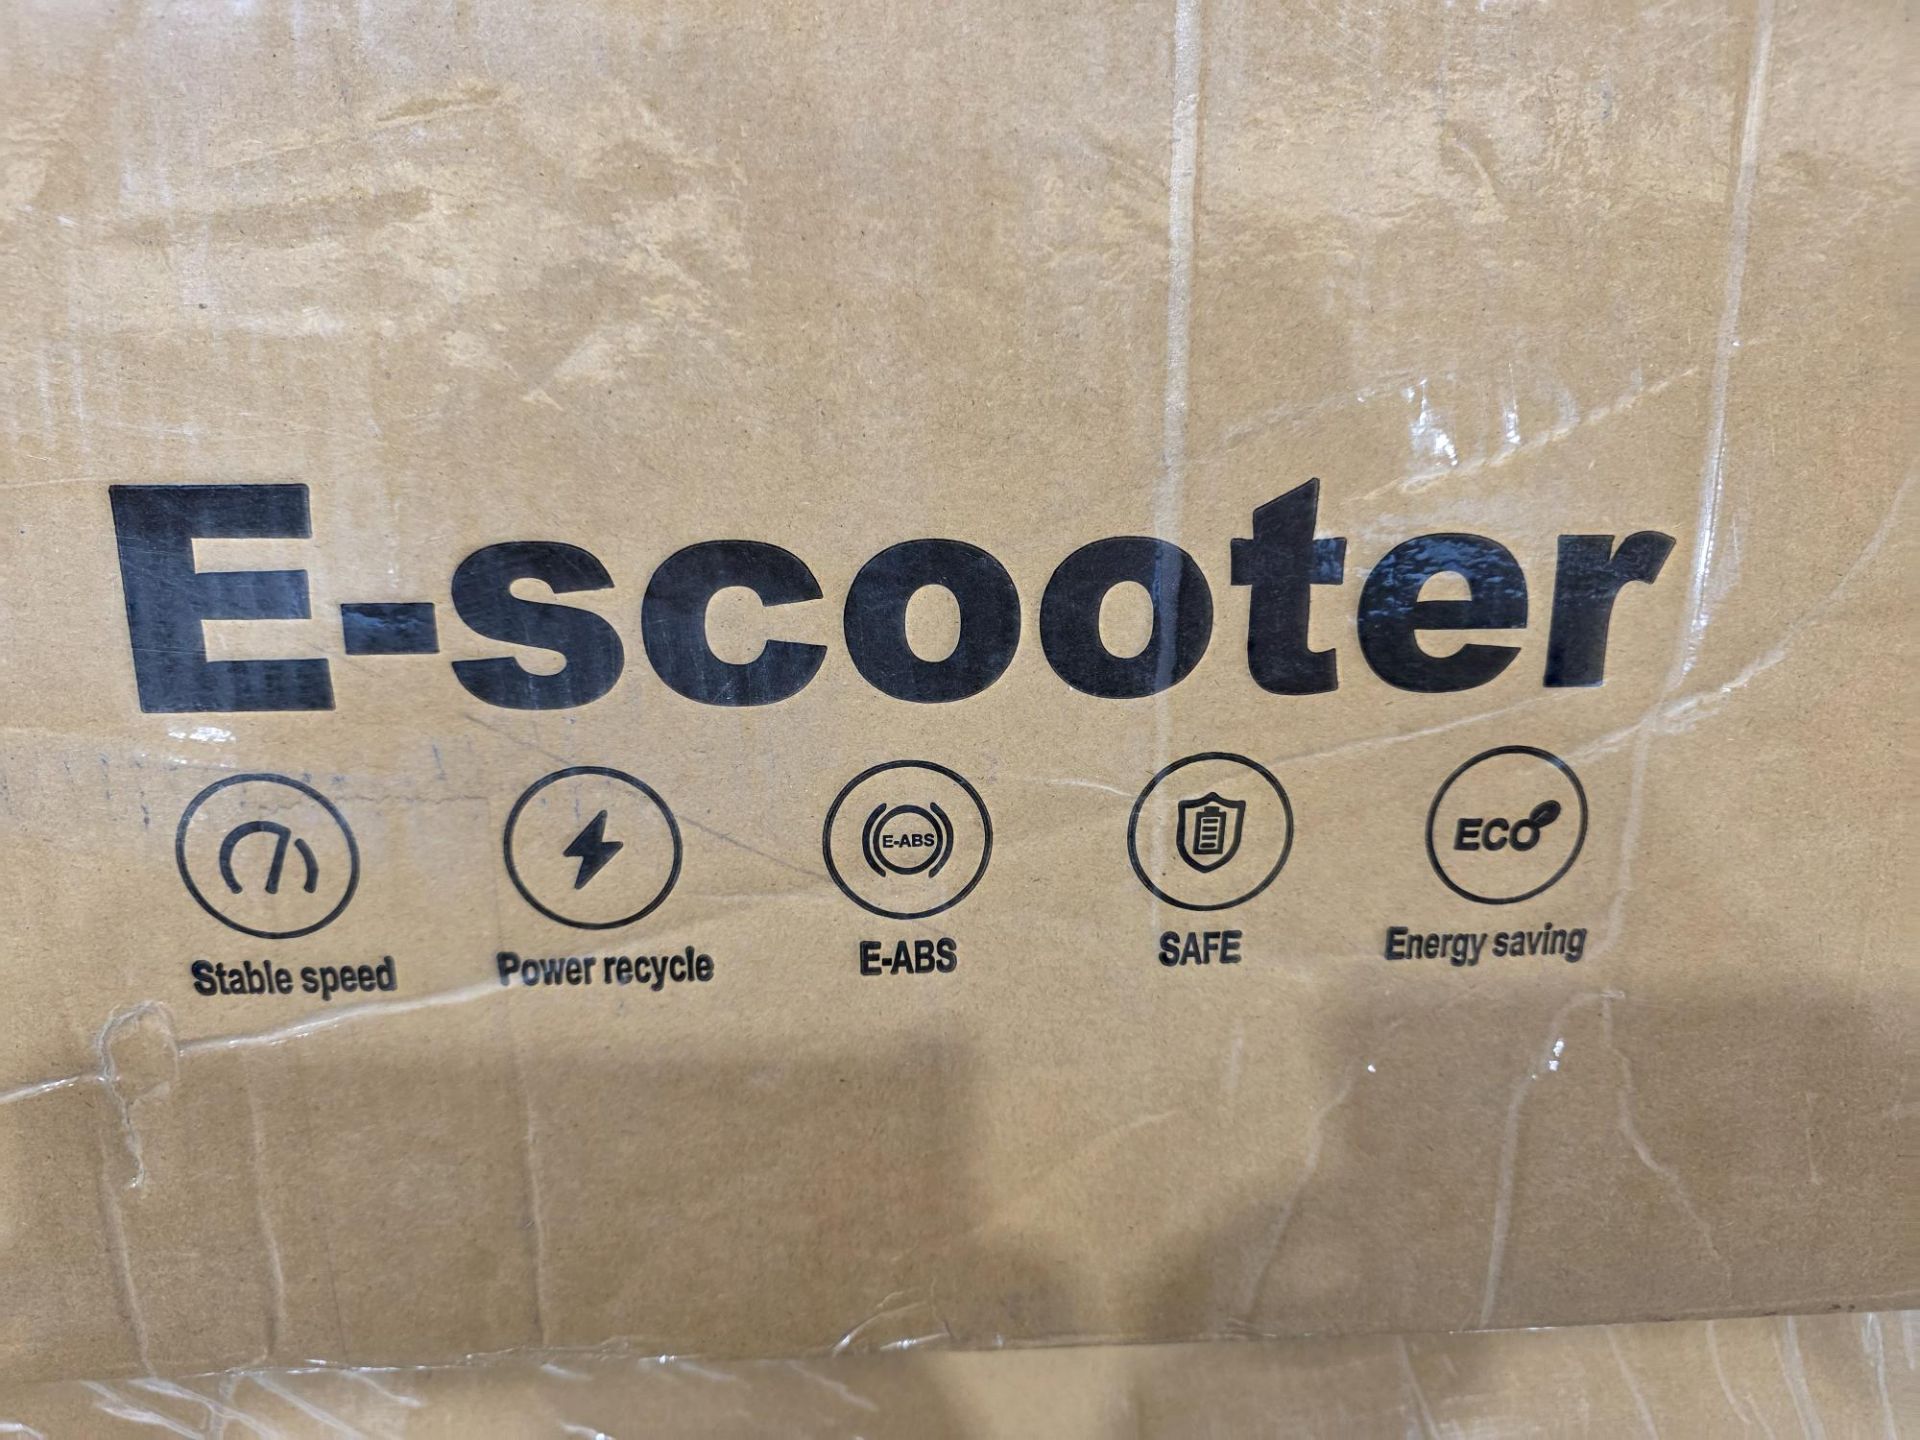 E-scooter
E-ABS
ECO
Stable speed
Power recycle
E-ABS
SAFE
Energy saving